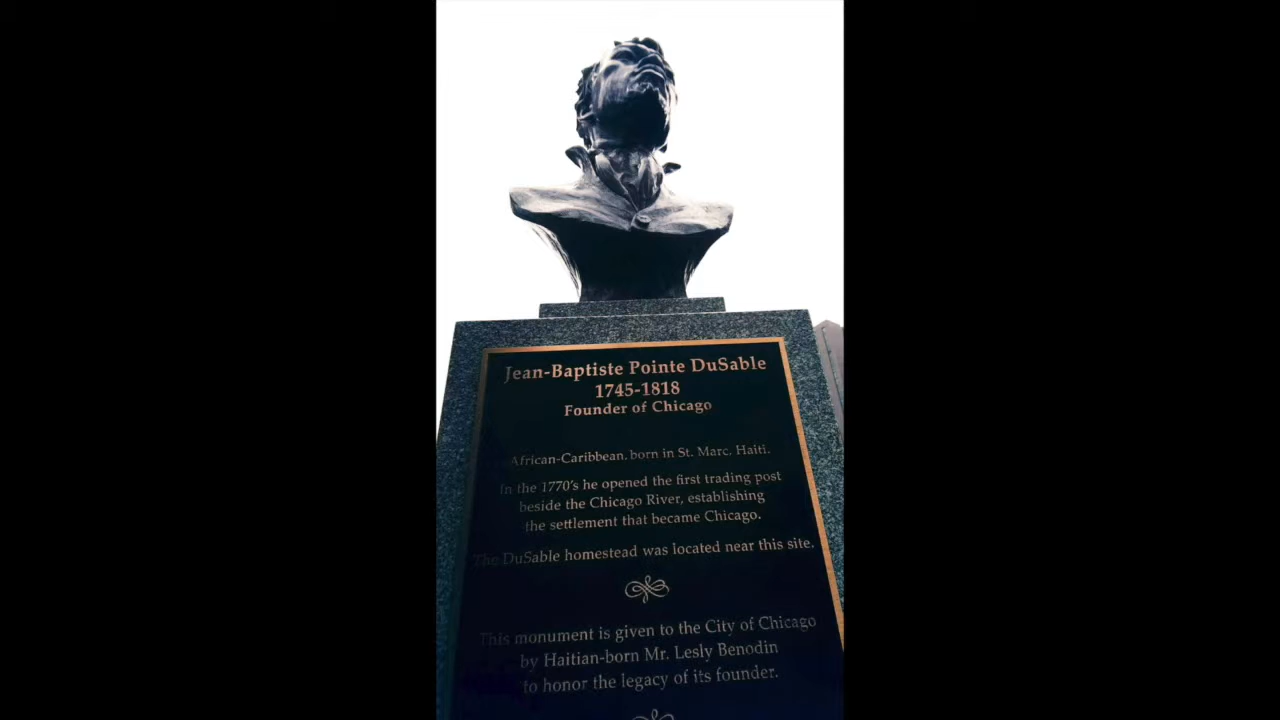 Jean-Baptiste Pointe DuSable
1745-1818
Founder of Chicago
African-Caribbean, born in St. Marc, Haiti.
In the 1770's he opened the first trading post
beside the Chicago River, establishing
the settlement that became Chicago.
The DuSable homestead was located near this site.
This monument is given to the City of Chicago
by Haitian-born Mr. Lesly Benodin
to honor the legacy of its founder.